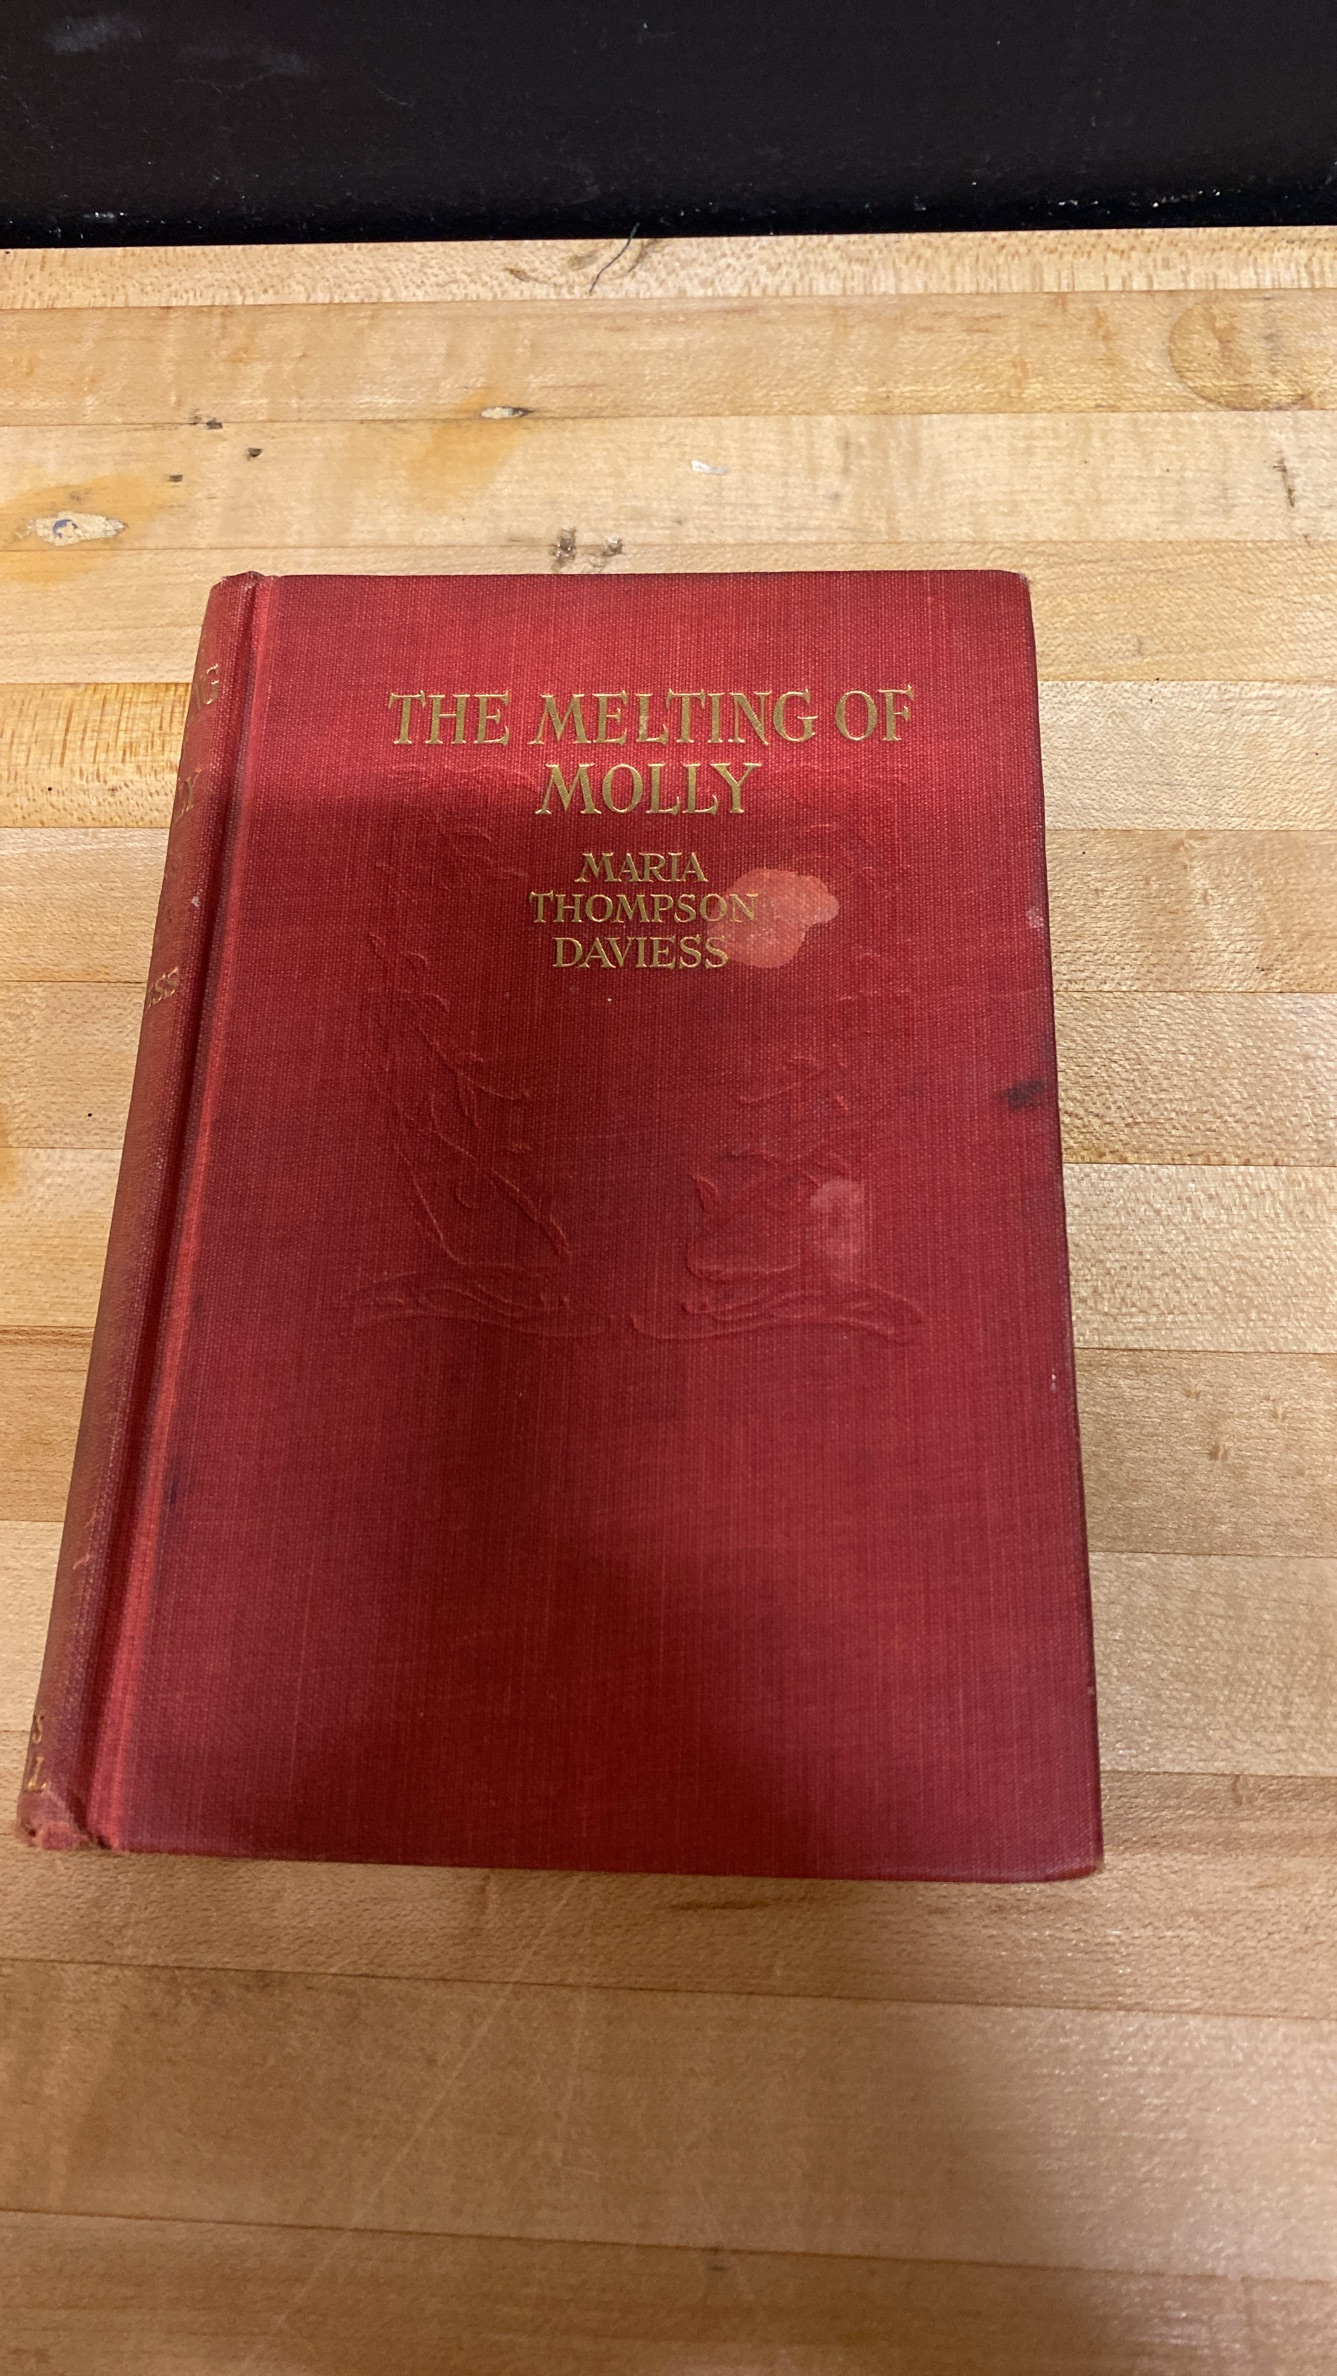 THE MELTING OF
MOLLY
MARIA
THOMPSON
DAVIESS